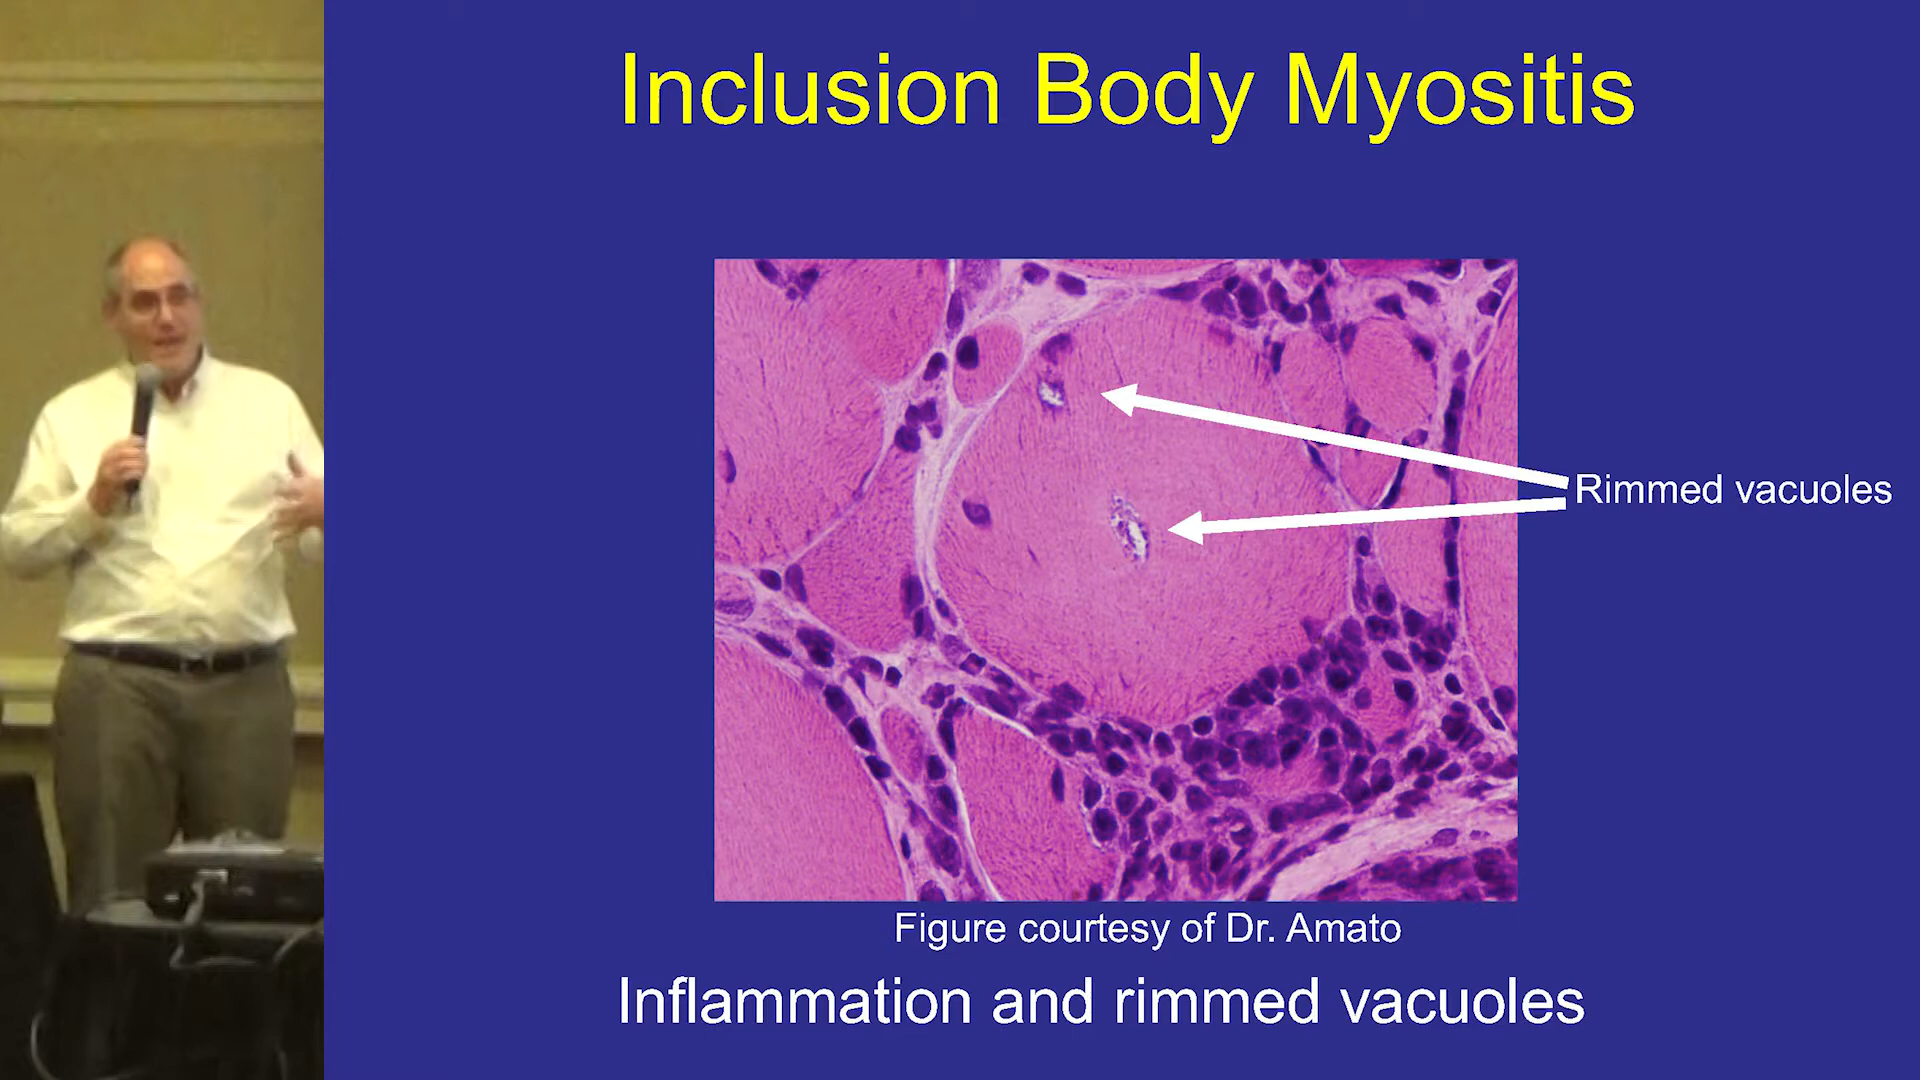 Inclusion Body Myositis
Rimmed vacuoles
Figure courtesy of Dr. Amato
Inflammation and rimmed vacuoles